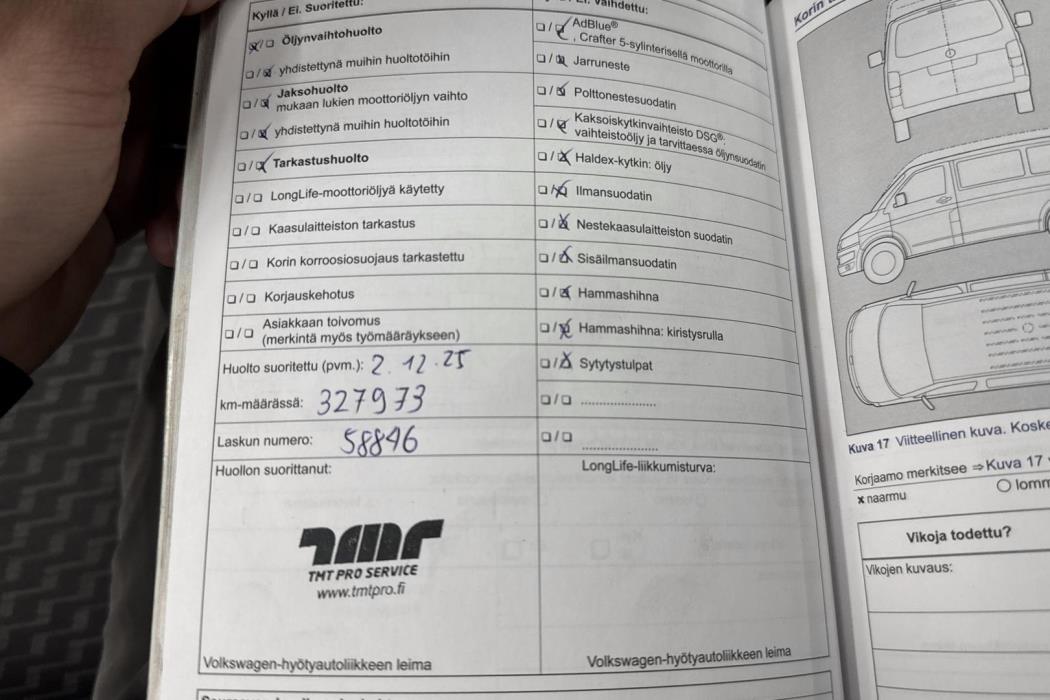 Kyllä / Ei. Suoritettu:
☒/☐ Öljynvaihtohuolto
☐/☒ yhdistettynä muihin huoltotöihin
☐/☒ Jaksohuolto
mukaan lukien moottoriöljyn vaihto
☐/☒ yhdistettynä muihin huoltotöihin
☐/☒ Tarkastushuolto
☐/☐ LongLife-moottoriöljyä käytetty
☐/☐ Kaasulaitteiston tarkastus
☐/☐ Korin korroosiosuojaus tarkastettu
☐/☐ Korjauskehotus
☐/☐ Asiakkaan toivomus
(merkintä myös työmääräykseen)
Huolto suoritettu (pvm.): 2.12.25
km-määrässä: 327973
Laskun numero: 58846
Huollon suorittanut:
TMT PRO SERVICE
www.tmtpro.fi
Volkswagen-hyötyautoliikkeen leima
Ei. Vaihdettu:
☐/☒ AdBlue®
, Crafter 5-sylinterisellä moottorilla
☐/☒ Jarruneste
☐/☒ Polttonestesuodatin
☐/☒ Kaksoiskytkinvaihteisto DSG®:
vaihteistoöljy ja tarvittaessa öljynsuodatin
☐/☒ Haldex-kytkin: öljy
☐/☒ Ilmansuodatin
☐/☒ Nestekaasulaitteiston suodatin
☐/☒ Sisäilmansuodatin
☐/☒ Hammashihna
☐/☒ Hammashihna: kiristysrulla
☐/☒ Sytytystulpat
☐/☐ ....................
☐/☐ ....................
LongLife-liikkumisturva:
Volkswagen-hyötyautoliikkeen leima
Korin
Kuva 17 Viitteellinen kuva. Koske
Korjaamo merkitsee ⇒Kuva 17
x naarmu ○ lomm
Vikoja todettu?
Vikojen kuvaus: